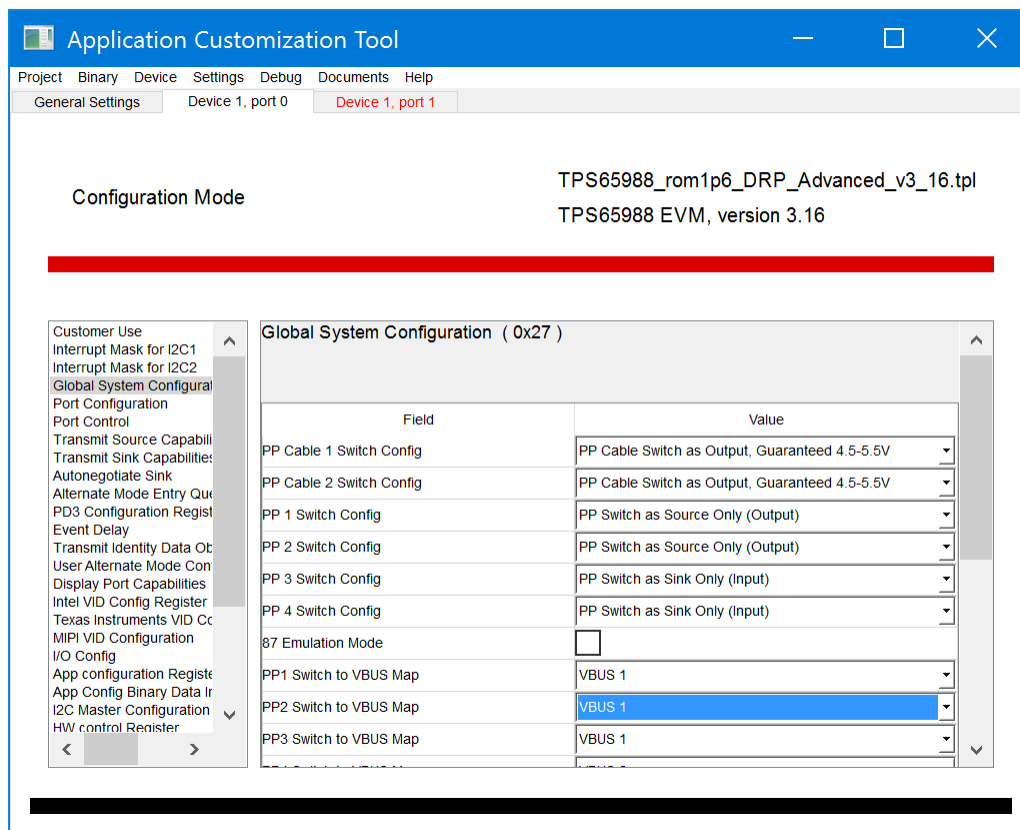 Application Customization Tool
Project Binary Device Settings Debug Documents Help
General Settings Device 1, port 0 Device 1, port 1
Configuration Mode
TPS65988_rom1p6_DRP_Advanced_v3_16.tpl
TPS65988 EVM, version 3.16
Customer Use
Interrupt Mask for I2C1
Interrupt Mask for I2C2
Global System Configurat
Port Configuration
Port Control
Transmit Source Capabili
Transmit Sink Capabilities
Autonegotiate Sink
Alternate Mode Entry Que
PD3 Configuration Regist
Event Delay
Transmit Identity Data Ob
User Alternate Mode Con
Display Port Capabilities
Intel VID Config Register
Texas Instruments VID Co
MIPI VID Configuration
I/O Config
App configuration Registe
App Config Binary Data In
I2C Master Configuration
HW control Register
Global System Configuration ( 0x27 )
Field Value
PP Cable 1 Switch Config PP Cable Switch as Output, Guaranteed 4.5-5.5V
PP Cable 2 Switch Config PP Cable Switch as Output, Guaranteed 4.5-5.5V
PP 1 Switch Config PP Switch as Source Only (Output)
PP 2 Switch Config PP Switch as Source Only (Output)
PP 3 Switch Config PP Switch as Sink Only (Input)
PP 4 Switch Config PP Switch as Sink Only (Input)
87 Emulation Mode
PP1 Switch to VBUS Map VBUS 1
PP2 Switch to VBUS Map VBUS 1
PP3 Switch to VBUS Map VBUS 1